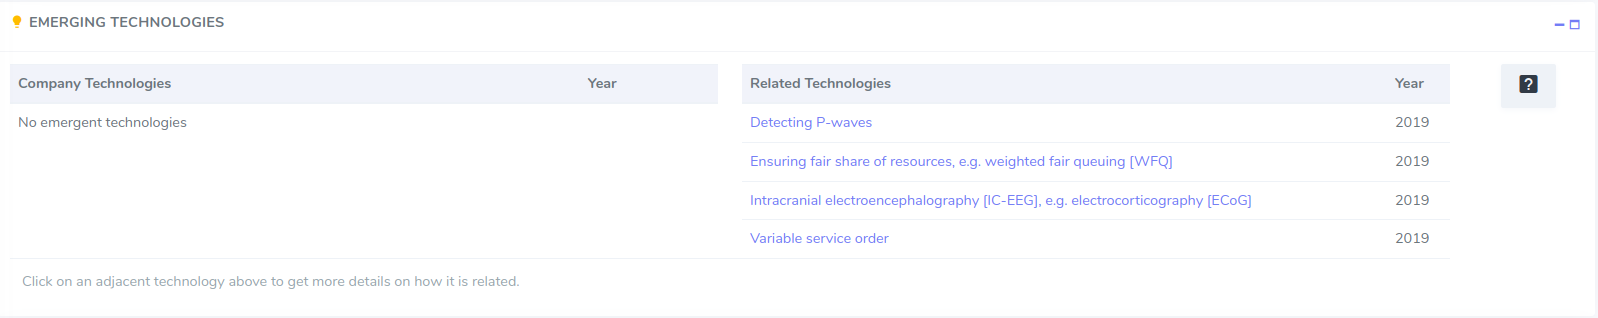 EMERGING TECHNOLOGIES
Company Technologies Year
No emergent technologies
Related Technologies Year
Detecting P-waves 2019
Ensuring fair share of resources, e.g. weighted fair queuing [WFQ] 2019
Intracranial electroencephalography [IC-EEG], e.g. electrocorticography [ECoG] 2019
Variable service order 2019
?
Click on an adjacent technology above to get more details on how it is related.